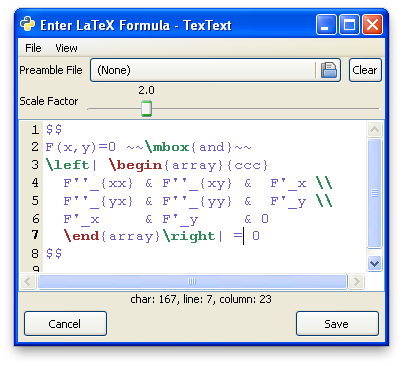 Enter LaTeX Formula - TexText
File View
Preamble File (None) Clear
2.0
Scale Factor
1 $$
2 F(x,y)=0 ~~\mbox{and}~~
3 \left| \begin{array}{ccc}
4   F''_{xx} & F''_{xy} &  F'_x \\
5   F''_{yx} & F''_{yy} &  F'_y \\
6   F'_x     & F'_y     & 0
7   \end{array}\right| = 0
8 $$
9
char: 167, line: 7, column: 23
Cancel Save